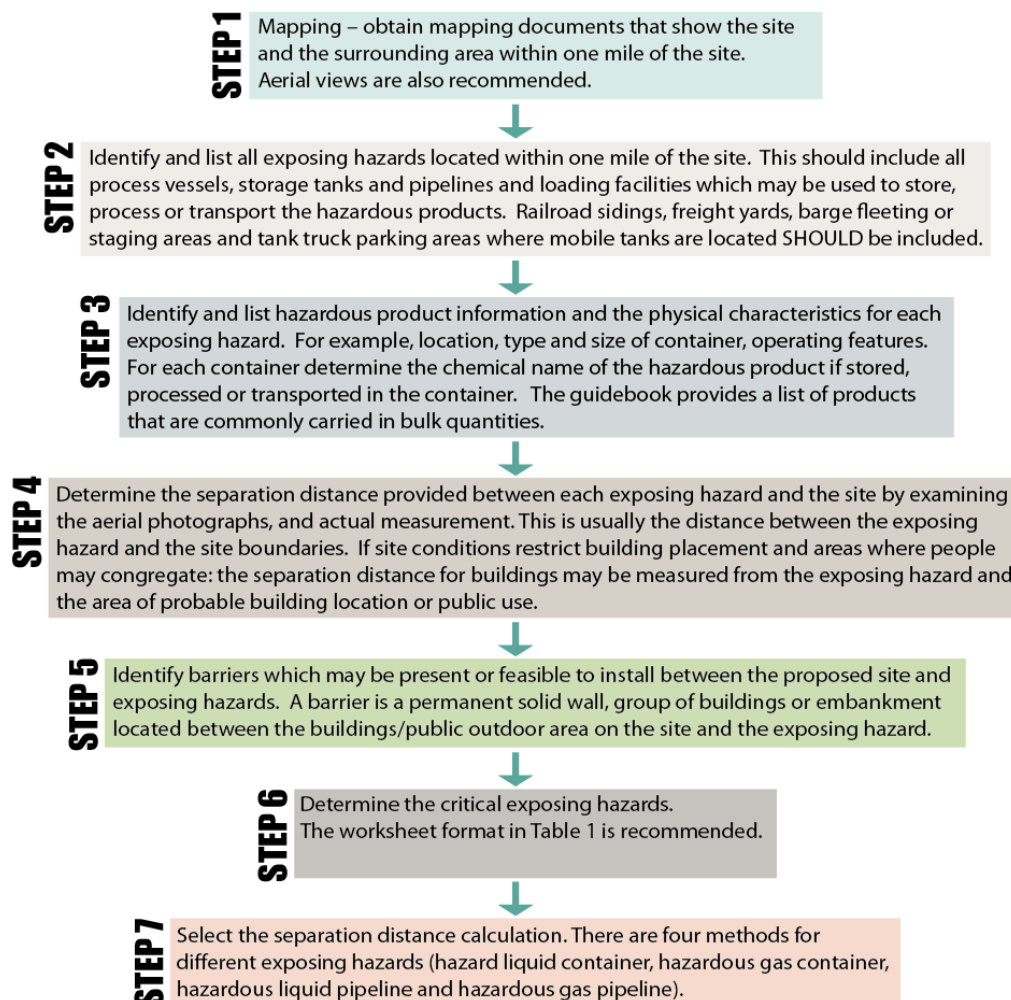 STEP 1
Mapping – obtain mapping documents that show the site
and the surrounding area within one mile of the site.
Aerial views are also recommended.
STEP 2
Identify and list all exposing hazards located within one mile of the site. This should include all
process vessels, storage tanks and pipelines and loading facilities which may be used to store,
process or transport the hazardous products. Railroad sidings, freight yards, barge fleeting or
staging areas and tank truck parking areas where mobile tanks are located SHOULD be included.
STEP 3
Identify and list hazardous product information and the physical characteristics for each
exposing hazard. For example, location, type and size of container, operating features.
For each container determine the chemical name of the hazardous product if stored,
processed or transported in the container. The guidebook provides a list of products
that are commonly carried in bulk quantities.
STEP 4
Determine the separation distance provided between each exposing hazard and the site by examining
the aerial photographs, and actual measurement. This is usually the distance between the exposing
hazard and the site boundaries. If site conditions restrict building placement and areas where people
may congregate: the separation distance for buildings may be measured from the exposing hazard and
the area of probable building location or public use.
STEP 5
Identify barriers which may be present or feasible to install between the proposed site and
exposing hazards. A barrier is a permanent solid wall, group of buildings or embankment
located between the buildings/public outdoor area on the site and the exposing hazard.
STEP 6
Determine the critical exposing hazards.
The worksheet format in Table 1 is recommended.
STEP 7
Select the separation distance calculation. There are four methods for
different exposing hazards (hazard liquid container, hazardous gas container,
hazardous liquid pipeline and hazardous gas pipeline).